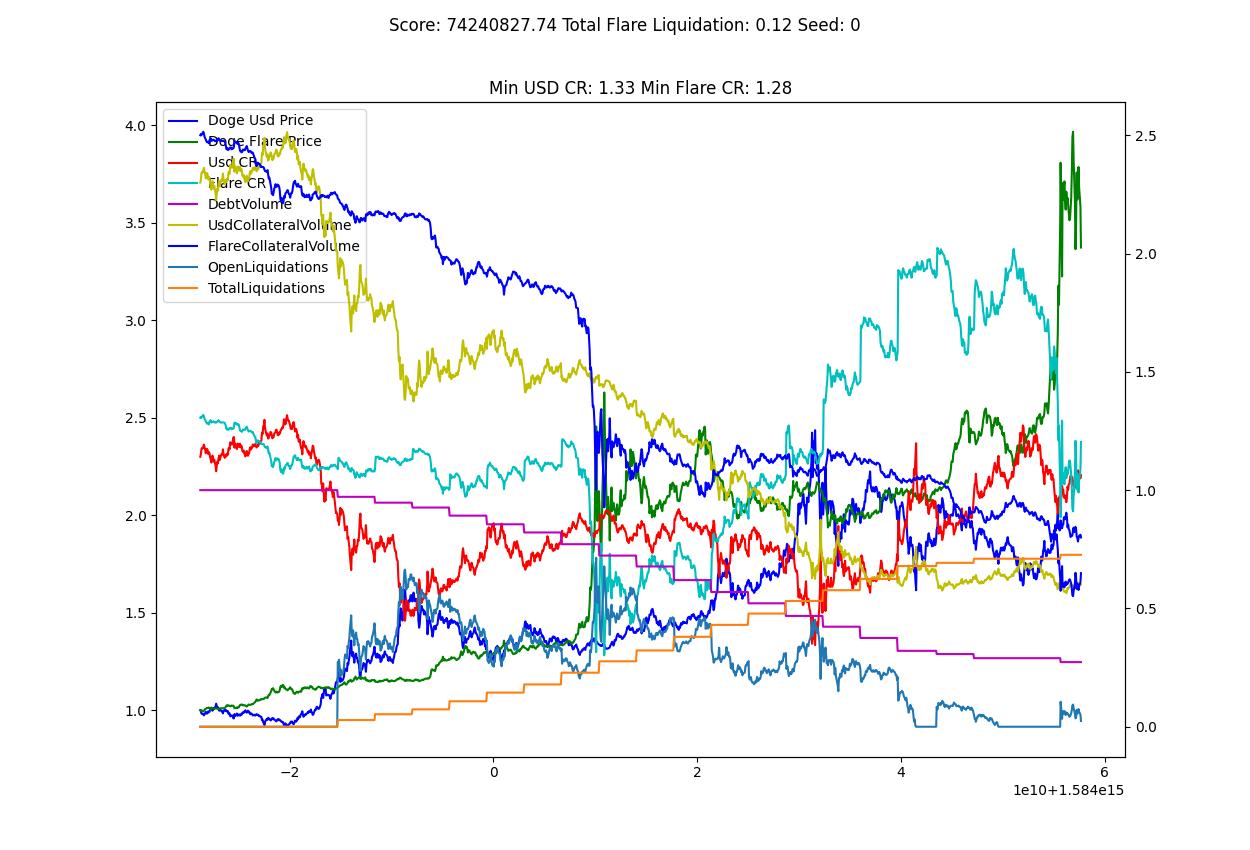 Score: 74240827.74 Total Flare Liquidation: 0.12 Seed: 0
Min USD CR: 1.33 Min Flare CR: 1.28
Doge Usd Price
Doge Flare Price
Usd CR
Flare CR
DebtVolume
UsdCollateralVolume
FlareCollateralVolume
OpenLiquidations
TotalLiquidations
4.0
3.5
3.0
2.5
2.0
1.5
1.0
2.5
2.0
1.5
1.0
0.5
0.0
−2
0
2
4
6
1e10+1.584e15